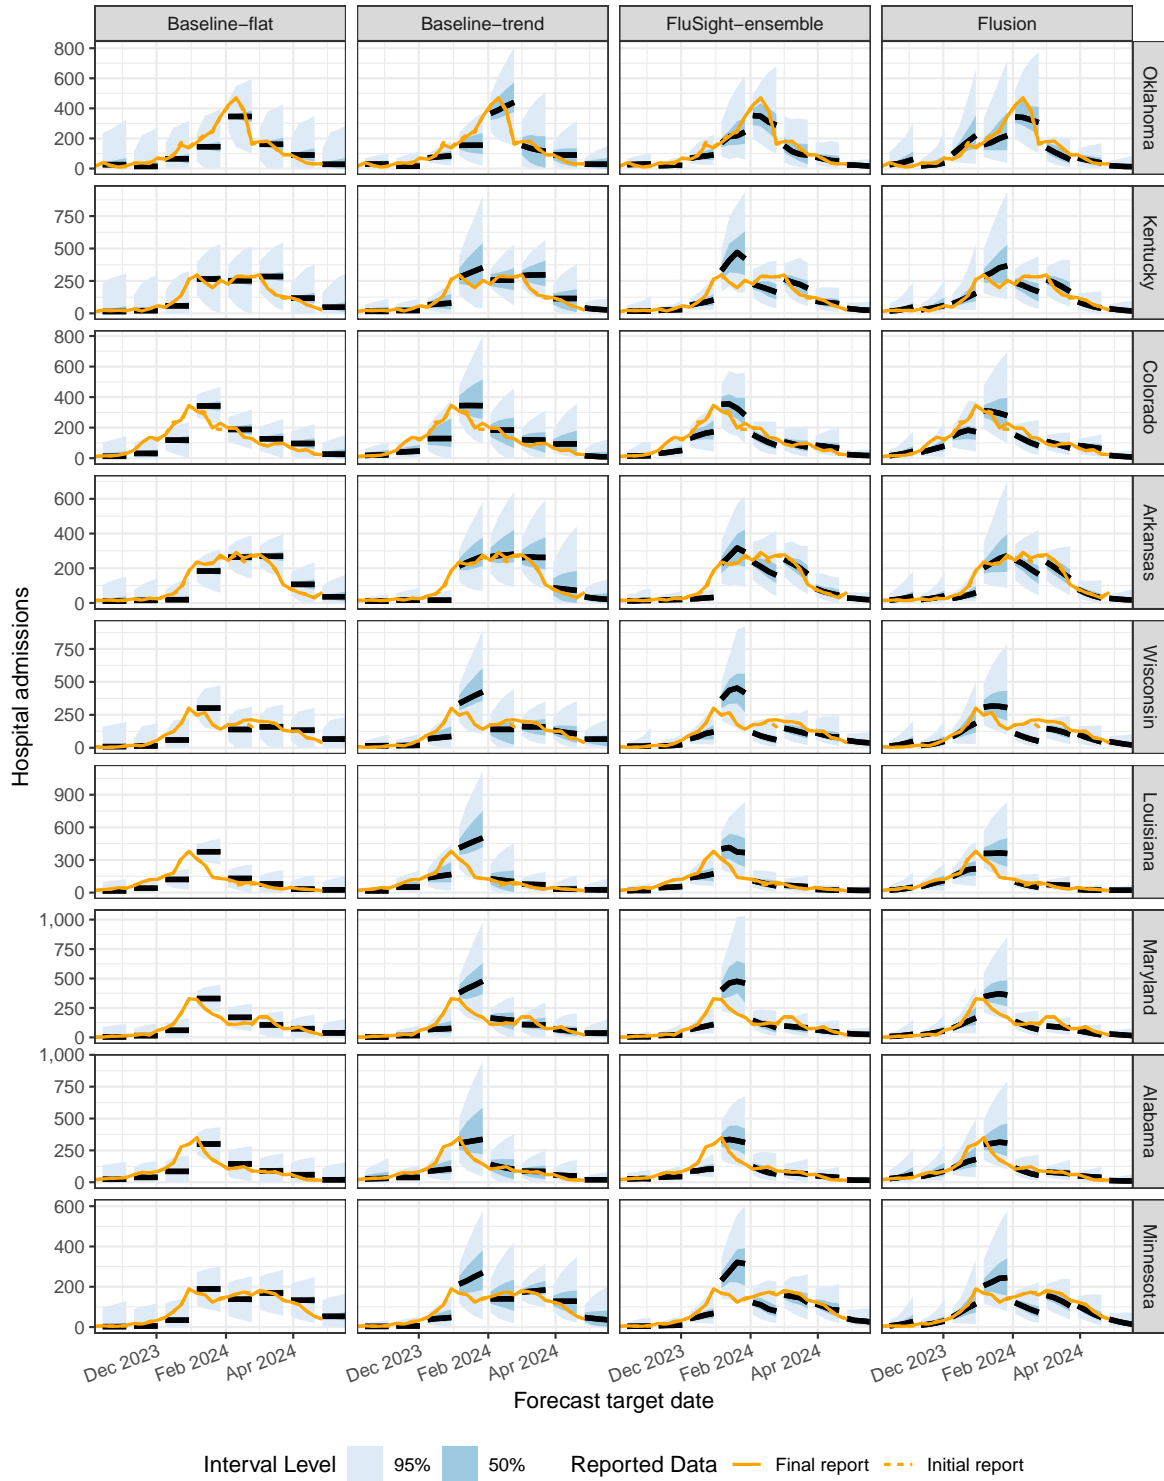 Baseline−flat Baseline−trend FluSight−ensemble Flusion
800
600
400
200
0
Oklahoma
750
500
250
0
Kentucky
800
600
400
200
0
Colorado
600
400
200
0
Arkansas
750
500
250
0
Wisconsin
900
600
300
0
Louisiana
1,000
750
500
250
0
Maryland
1,000
750
500
250
0
Alabama
600
400
200
0
Minnesota
Hospital admissions
Dec 2023 Feb 2024 Apr 2024 Dec 2023 Feb 2024 Apr 2024 Dec 2023 Feb 2024 Apr 2024 Dec 2023 Feb 2024 Apr 2024
Forecast target date
Interval Level 95% 50% Reported Data Final report Initial report